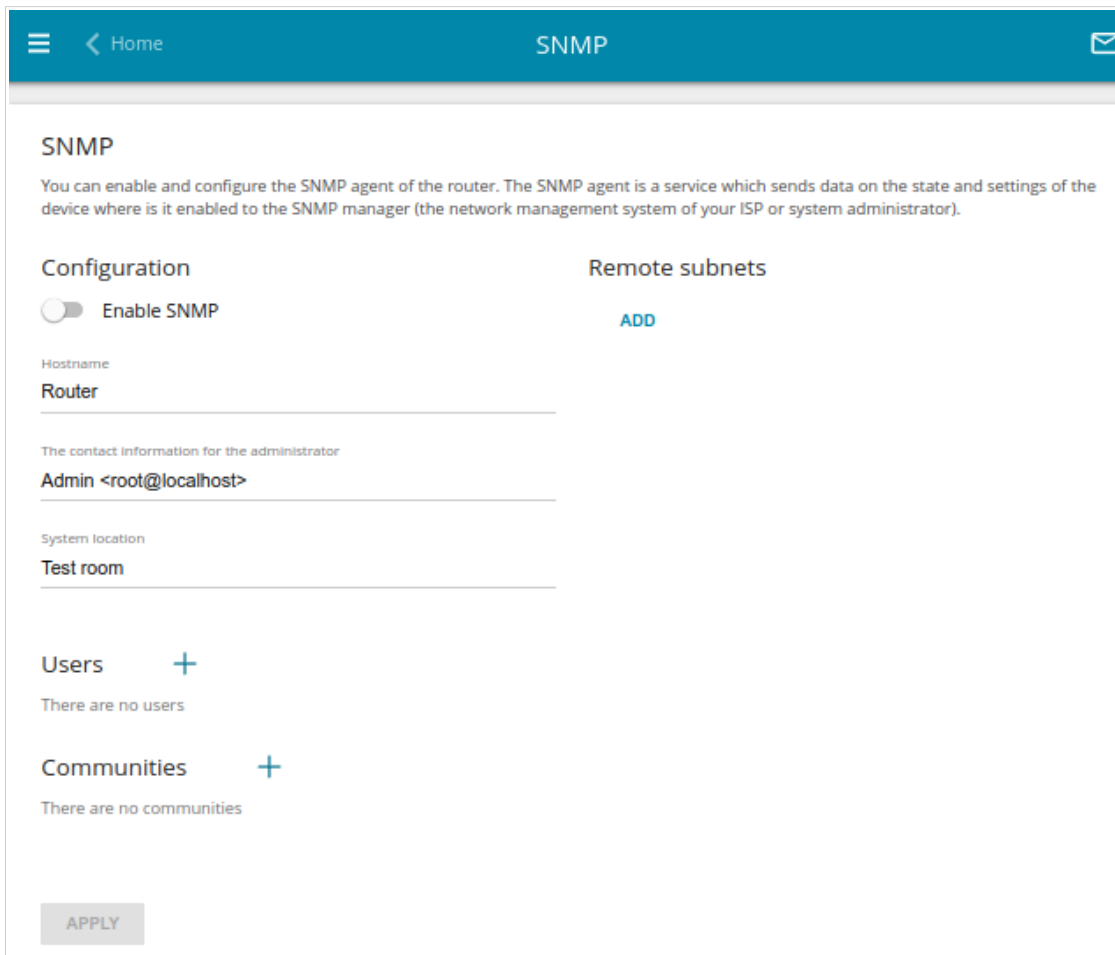 Home
SNMP
SNMP
You can enable and configure the SNMP agent of the router. The SNMP agent is a service which sends data on the state and settings of the
device where is it enabled to the SNMP manager (the network management system of your ISP or system administrator).
Configuration
Enable SNMP
Hostname
Router
The contact information for the administrator
Admin <root@localhost>
System location
Test room
Users
There are no users
Communities
There are no communities
APPLY
Remote subnets
ADD